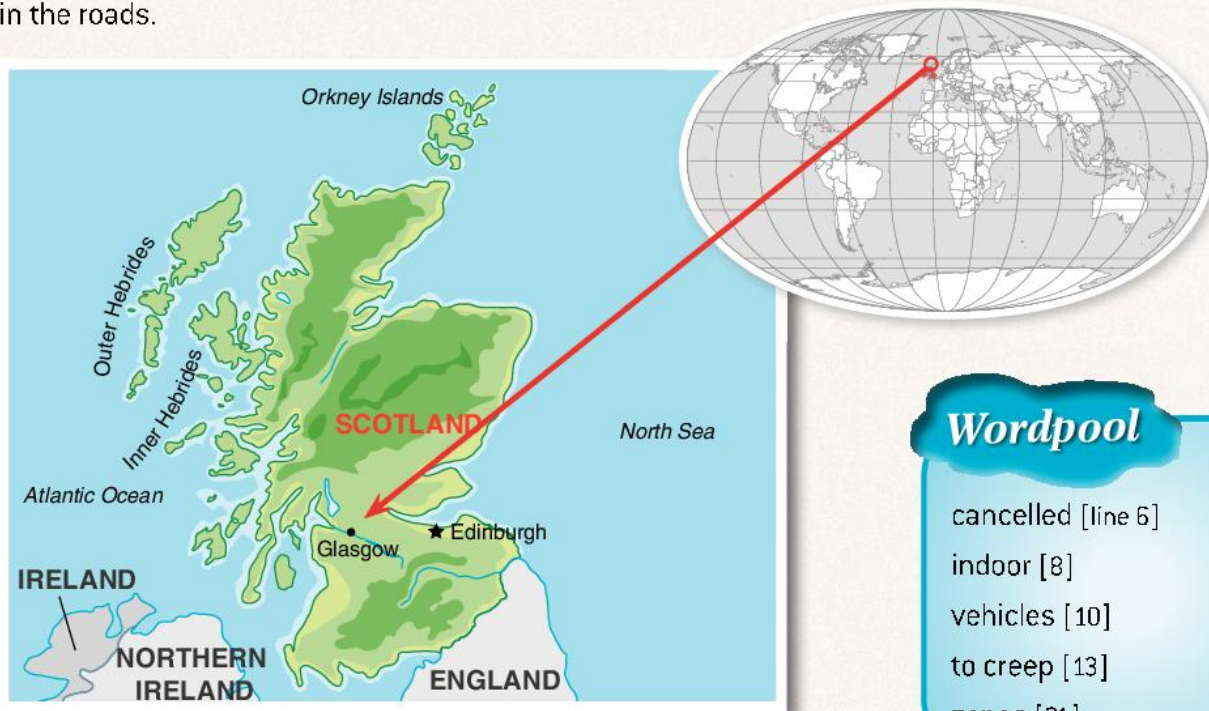 in the roads.
Orkney Islands
Outer Hebrides
Inner Hebrides
SCOTLAND
North Sea
Atlantic Ocean
Glasgow
Edinburgh
IRELAND
NORTHERN
IRELAND
ENGLAND
Wordpool
cancelled [line 6]
indoor [8]
vehicles [10]
to creep [13]